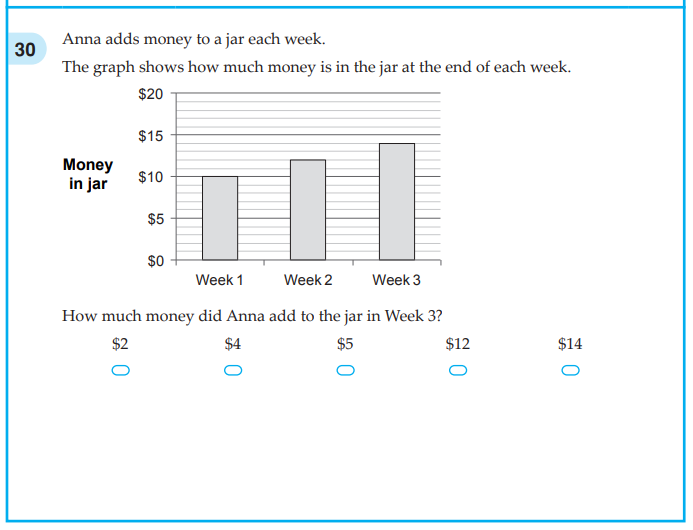 30
Anna adds money to a jar each week.
The graph shows how much money is in the jar at the end of each week.
$20
$15
Money
in jar
$10
$5
$0
Week 1 Week 2 Week 3
How much money did Anna add to the jar in Week 3?
$2 $4 $5 $12 $14